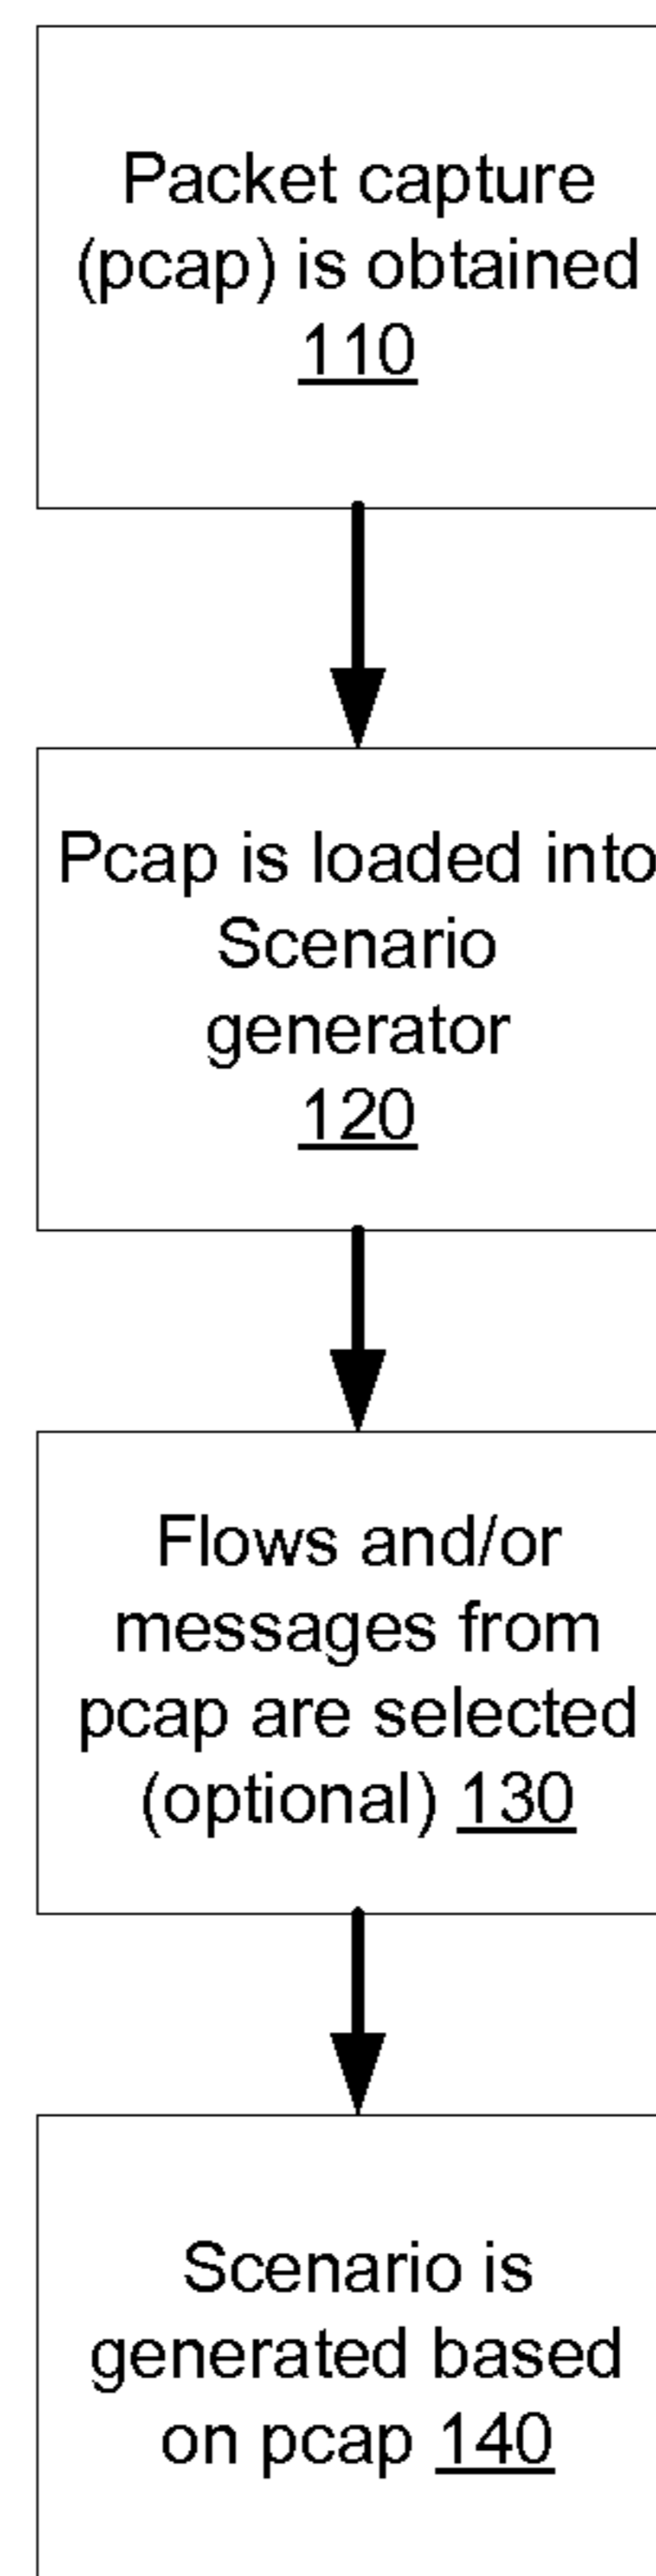 Packet capture
(pcap) is obtained
110
Pcap is loaded into
Scenario
generator
120
Flows and/or
messages from
pcap are selected
(optional) 130
Scenario is
generated based
on pcap 140